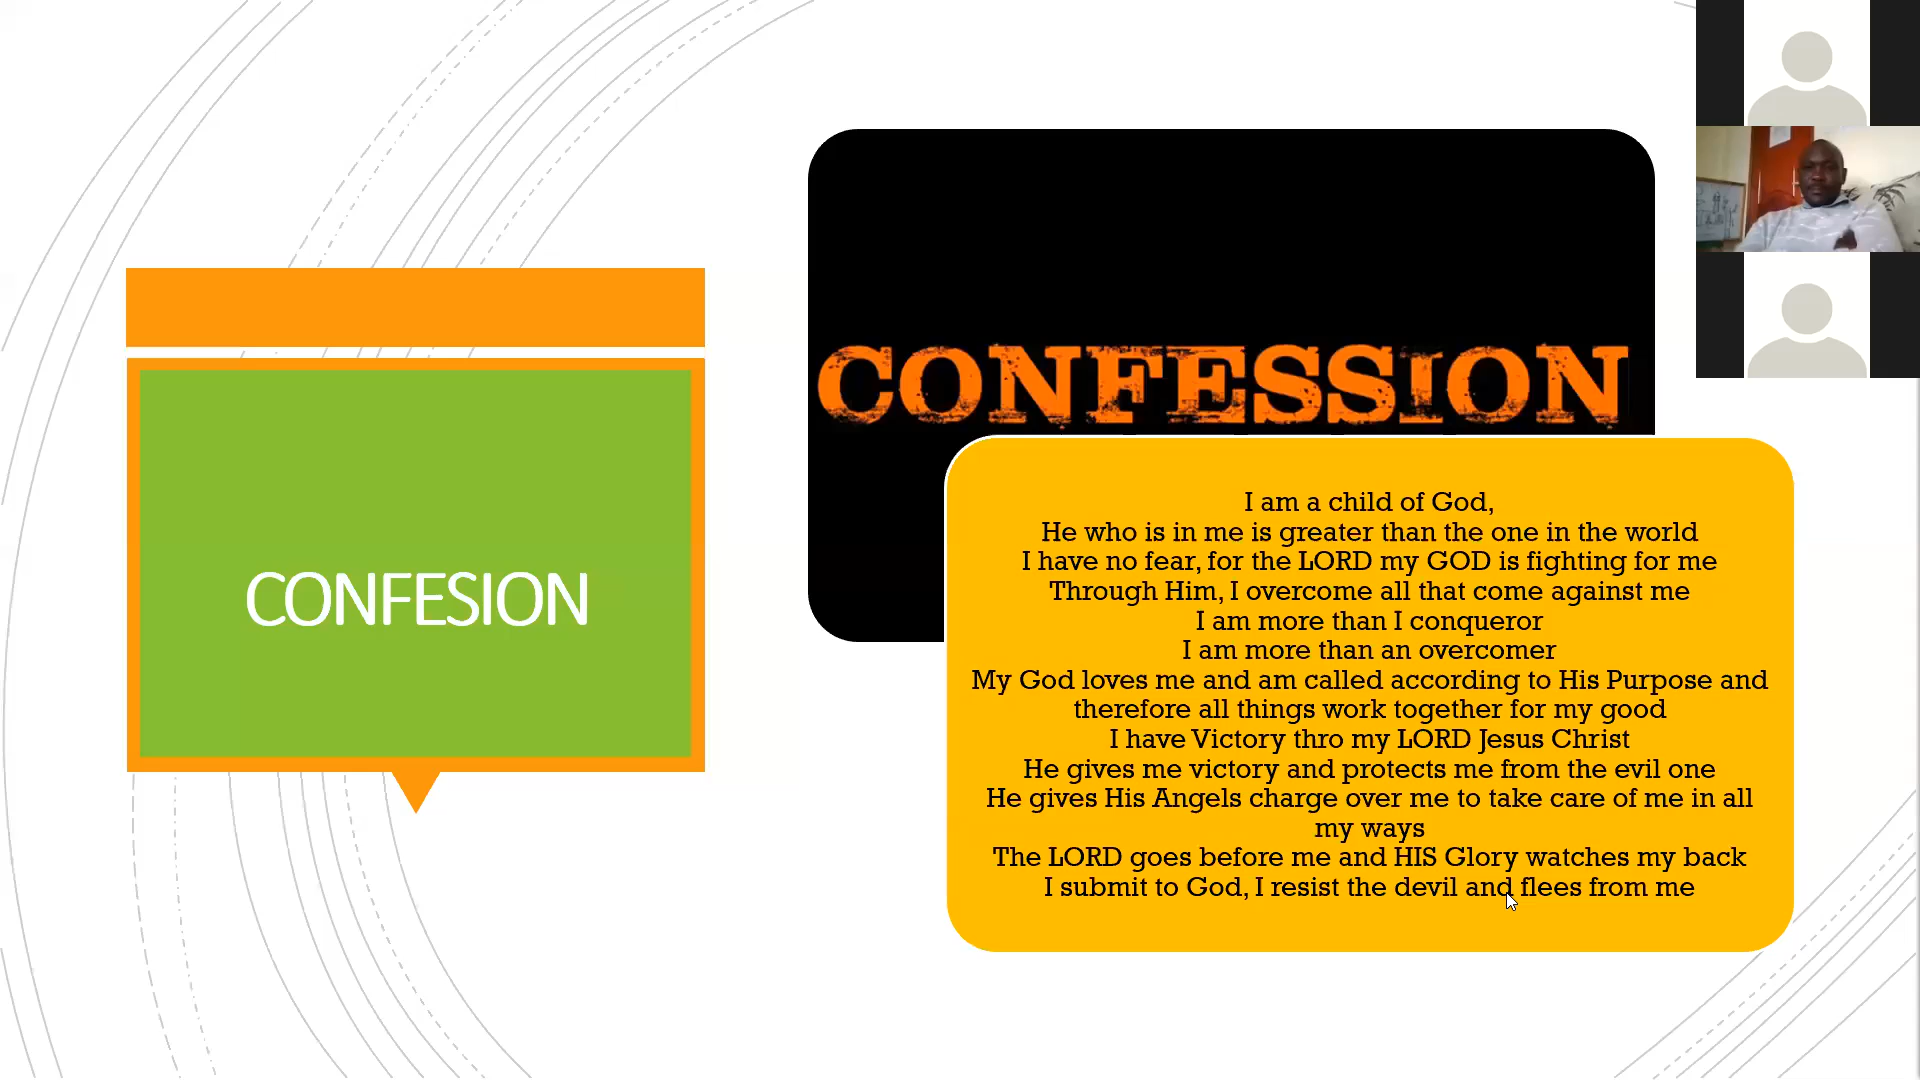 CONFESION
CONFESSION
I am a child of God,
He who is in me is greater than the one in the world
I have no fear, for the LORD my GOD is fighting for me
Through Him, I overcome all that come against me
I am more than I conqueror
I am more than an overcomer
My God loves me and am called according to His Purpose and
therefore all things work together for my good
I have Victory thro my LORD Jesus Christ
He gives me victory and protects me from the evil one
He gives His Angels charge over me to take care of me in all
my ways
The LORD goes before me and HIS Glory watches my back
I submit to God, I resist the devil and flees from me